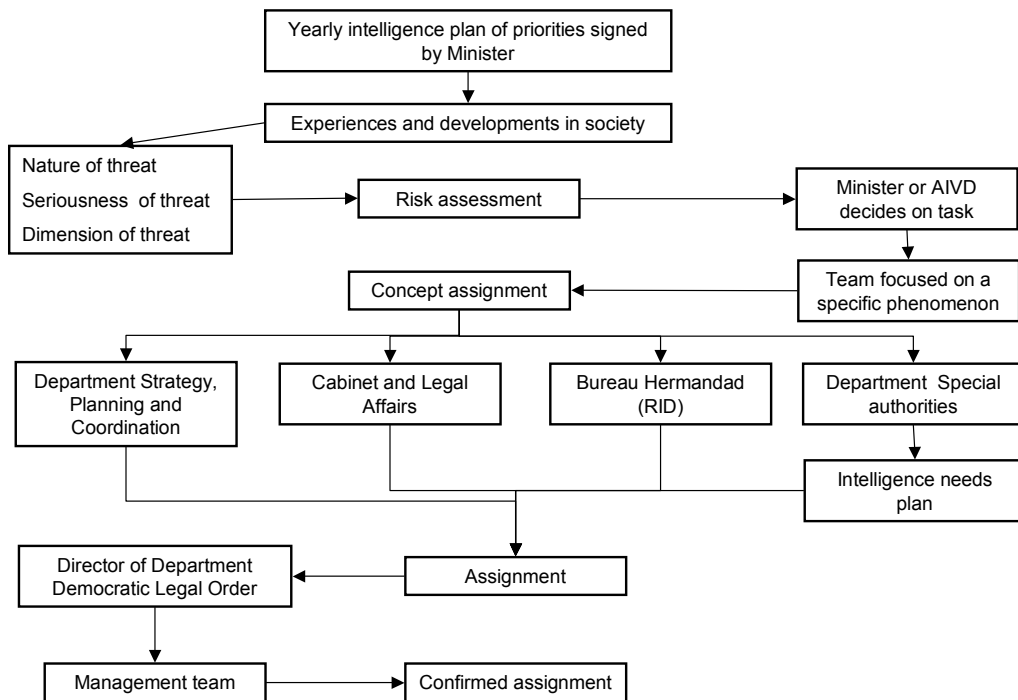 Yearly intelligence plan of priorities signed
by Minister
Experiences and developments in society
Nature of threat
Seriousness of threat
Dimension of threat
Risk assessment
Minister or AIVD
decides on task
Team focused on a
specific phenomenon
Concept assignment
Department Strategy,
Planning and
Coordination
Cabinet and Legal
Affairs
Bureau Hermandad
(RID)
Department Special
authorities
Intelligence needs
plan
Director of Department
Democratic Legal Order
Assignment
Management team
Confirmed assignment